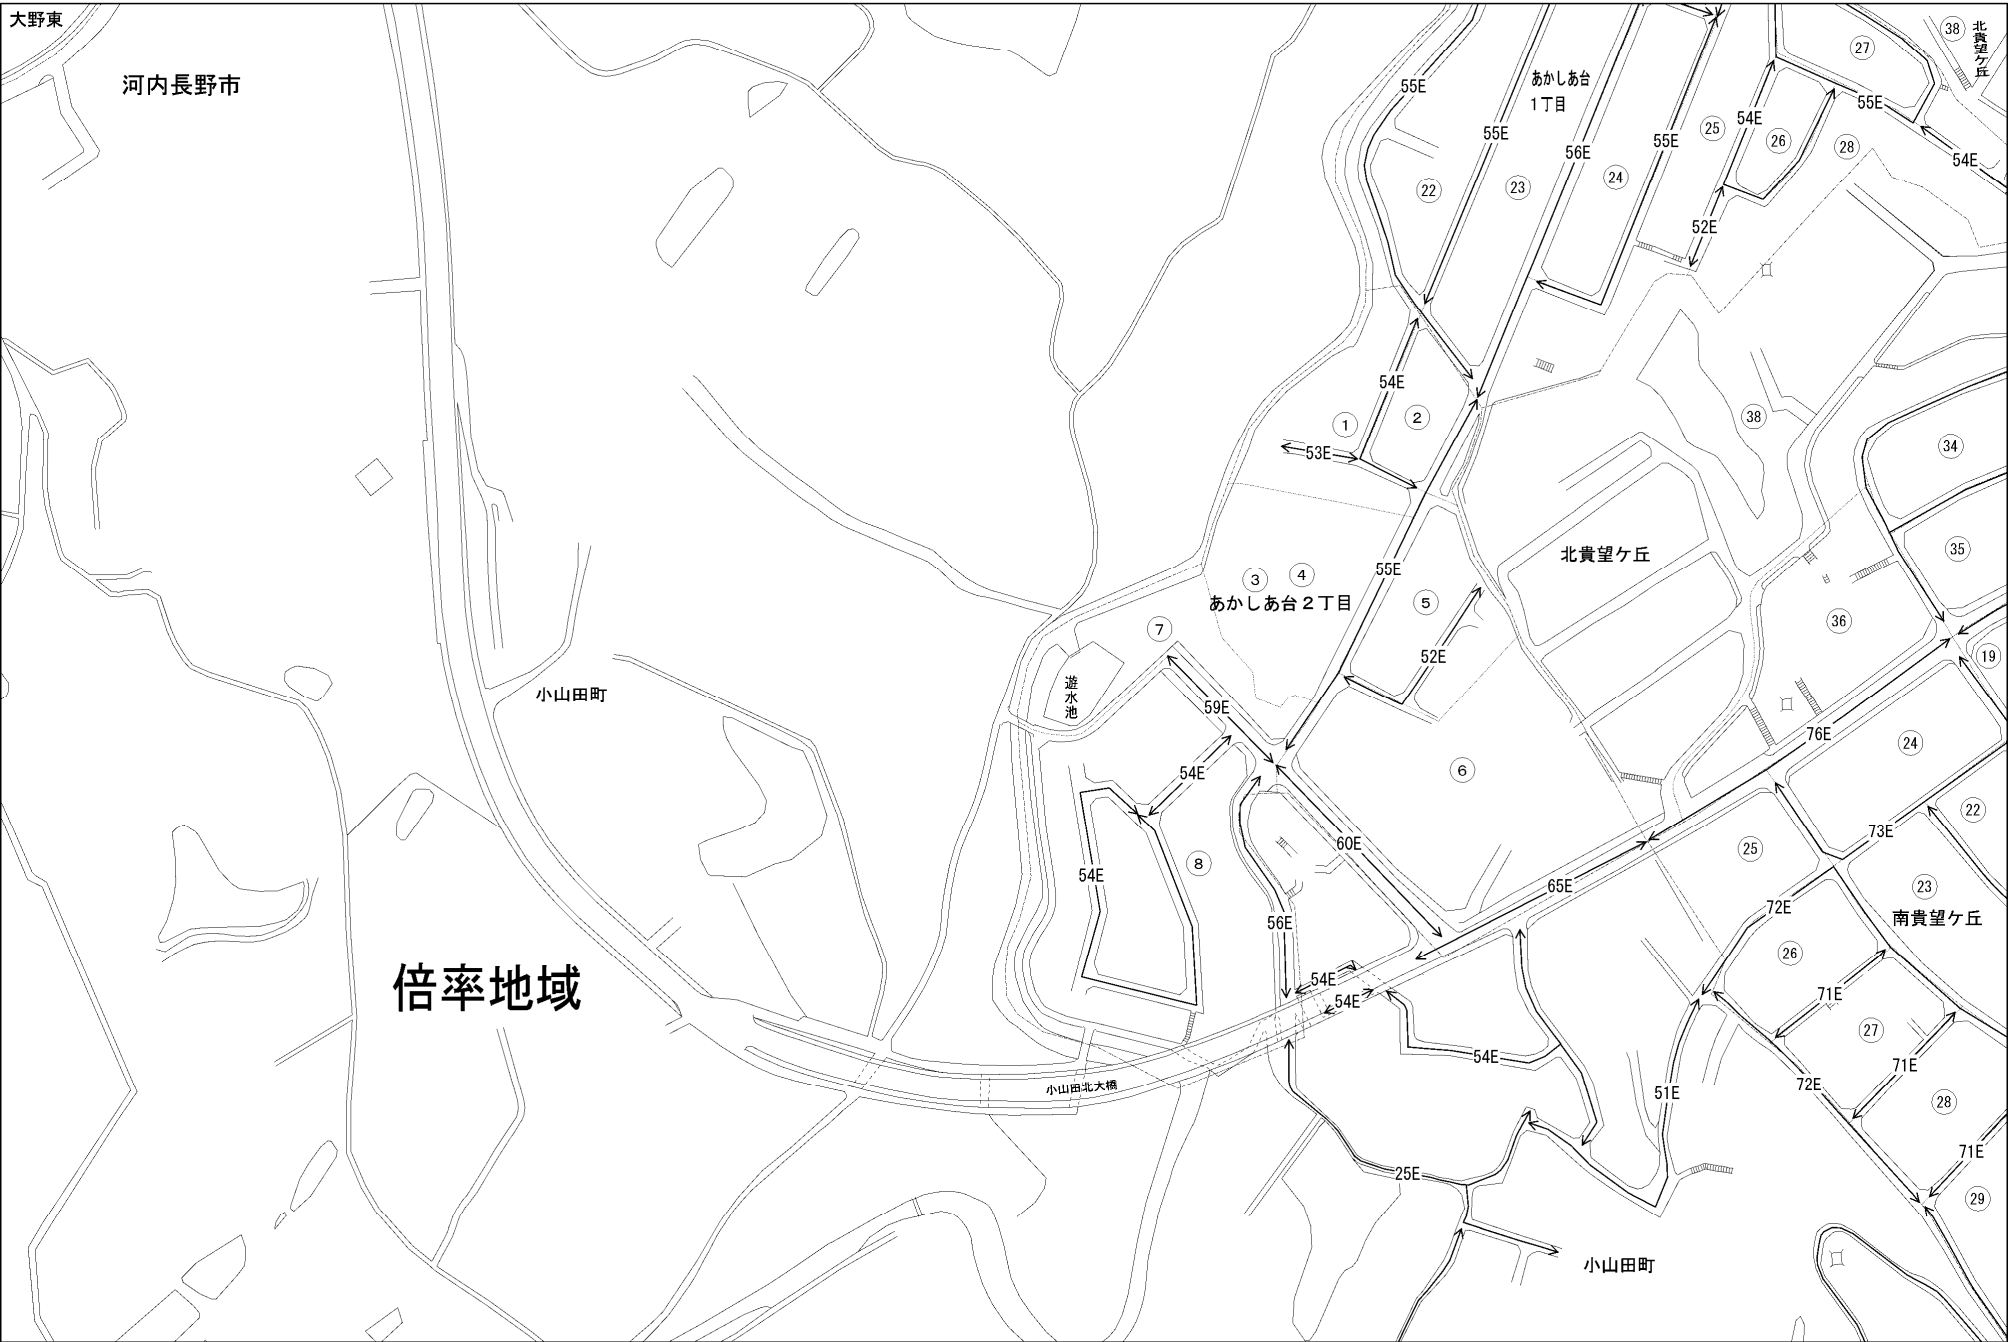 大野東
河内長野市
38
北貴望ケ丘
27
55E
あかしあ台
1丁目
55E
54E
55E
25
26
28
55E
56E
54E
22
23
24
52E
54E
1
2
38
53E
34
北貴望ケ丘
35
55E
3
4
あかしあ台2丁目
5
36
7
52E
19
小山田町
遊水池
59E
76E
24
54E
6
22
73E
60E
25
8
54E
65E
23
南貴望ケ丘
72E
56E
26
倍率地域
54E
71E
54E
27
54E
71E
72E
小山田北大橋
51E
28
71E
25E
29
小山田町